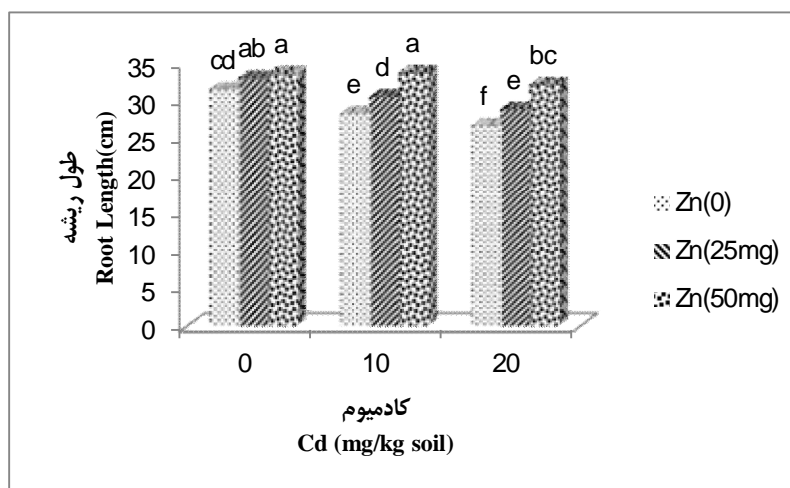 cd ab a
e d a
f e bc
35
30
25
20
15
10
5
0
طول ریشه
Root Length(cm)
0 10 20
کادمیوم
Cd (mg/kg soil)
Zn(0)
Zn(25mg)
Zn(50mg)